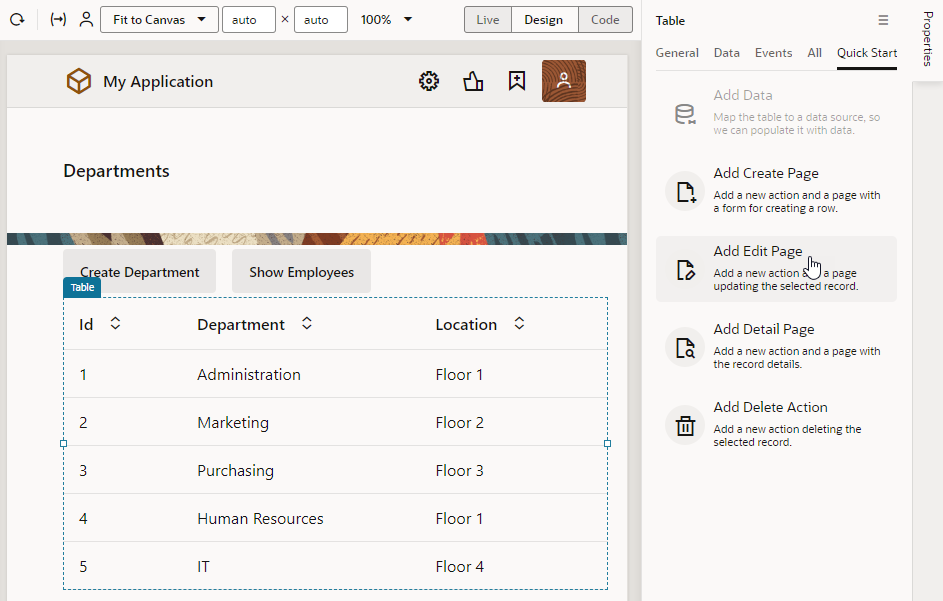 Fit to Canvas
auto × auto
100%
Live Design Code
My Application
Departments
Create Department
Show Employees
Table
Id Department Location
1 Administration Floor 1
2 Marketing Floor 2
3 Purchasing Floor 3
4 Human Resources Floor 1
5 IT Floor 4
Table
General Data Events All Quick Start
Add Data
Map the table to a data source, so
we can populate it with data.
Add Create Page
Add a new action and a page with
a form for creating a row.
Add Edit Page
Add a new action a page
updating the selected record.
Add Detail Page
Add a new action and a page with
the record details.
Add Delete Action
Add a new action deleting the
selected record.
Properties